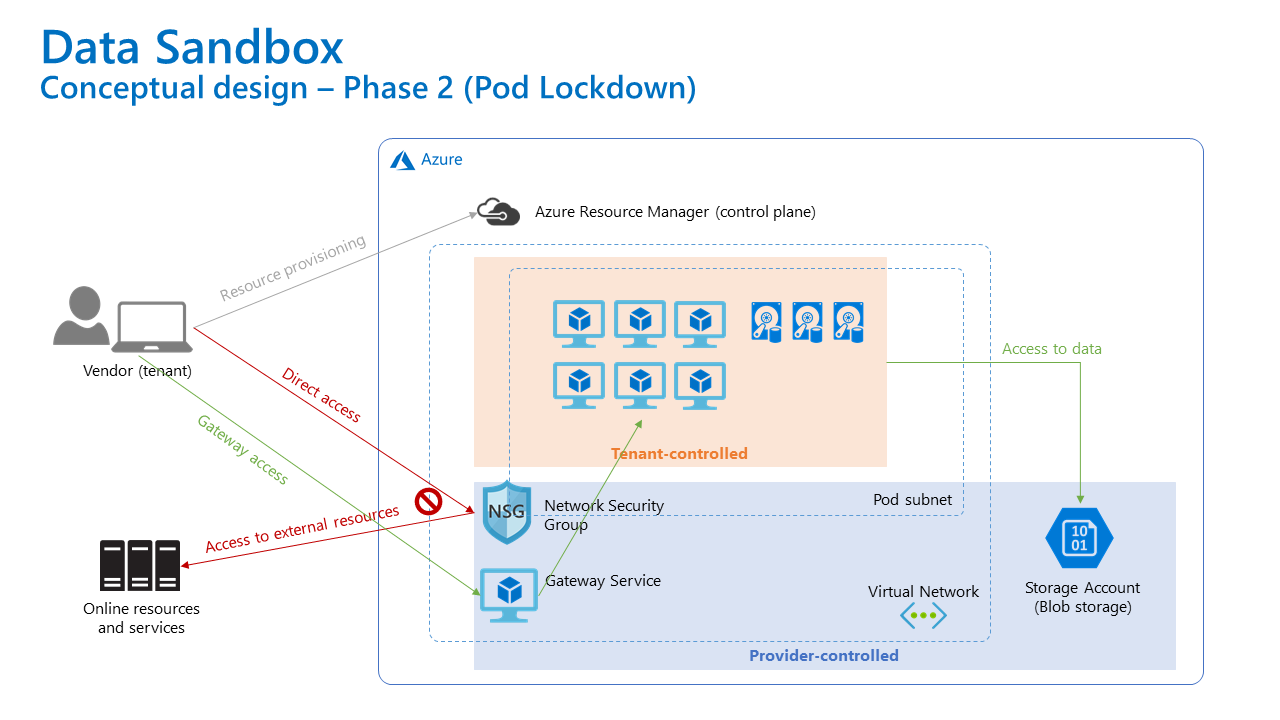 Data Sandbox
Conceptual design – Phase 2 (Pod Lockdown)
Azure
Azure Resource Manager (control plane)
Resource provisioning
Vendor (tenant)
Direct access
Gateway access
Access to data
Tenant-controlled
NSG
Network Security
Group
Pod subnet
Access to external resources
10
01
Gateway Service
Virtual Network
Storage Account
(Blob storage)
Online resources
and services
Provider-controlled